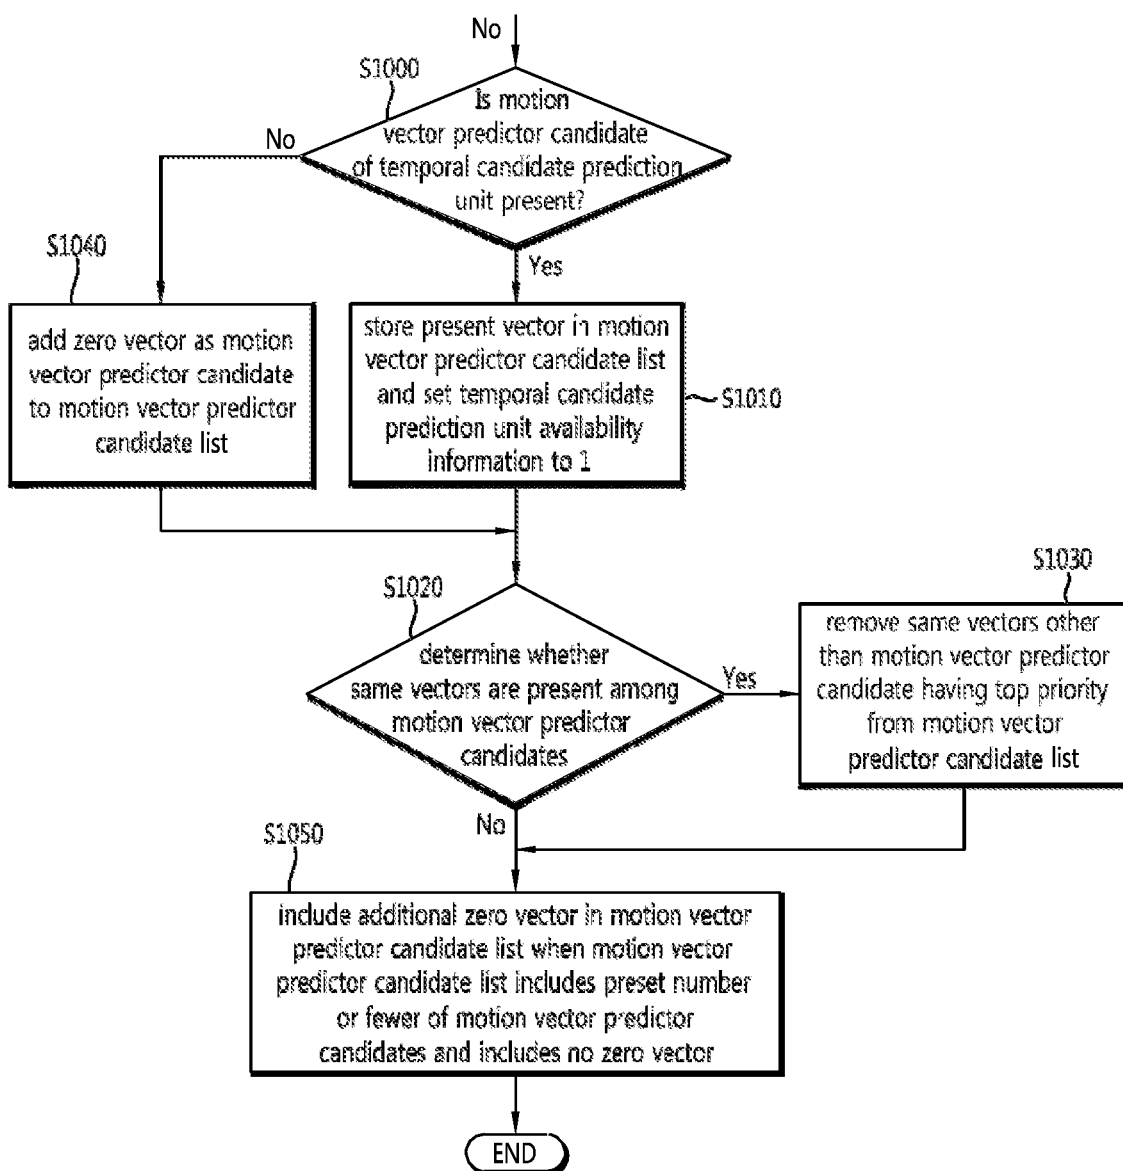 No
S1000
Is motion
vector predictor candidate
of temporal candidate prediction
unit present?
No
Yes
S1040
add zero vector as motion
vector predictor candidate
to motion vector predictor
candidate list
store present vector in motion
vector predictor candidate list
and set temporal candidate
prediction unit availability
information to 1
S1010
S1020
determine whether
same vectors are present among
motion vector predictor
candidates
Yes
No
S1030
remove same vectors other
than motion vector predictor
candidate having top priority
from motion vector
predictor candidate list
S1050
include additional zero vector in motion vector
predictor candidate list when motion vector
predictor candidate list includes preset number
or fewer of motion vector predictor
candidates and includes no zero vector
END